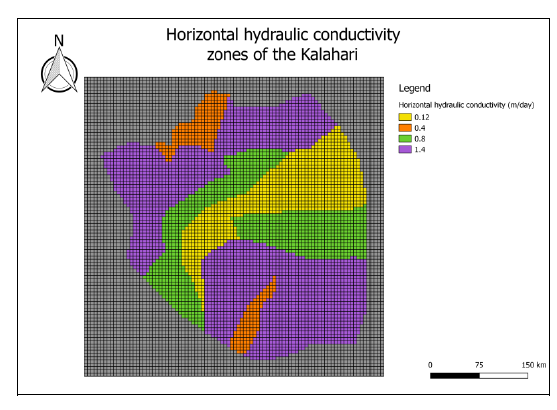 Horizontal hydraulic conductivity
zones of the Kalahari
N
Legend
Horizontal hydraulic conductivity (m/day)
0.12
0.4
0.8
1.4
0 75 150 km